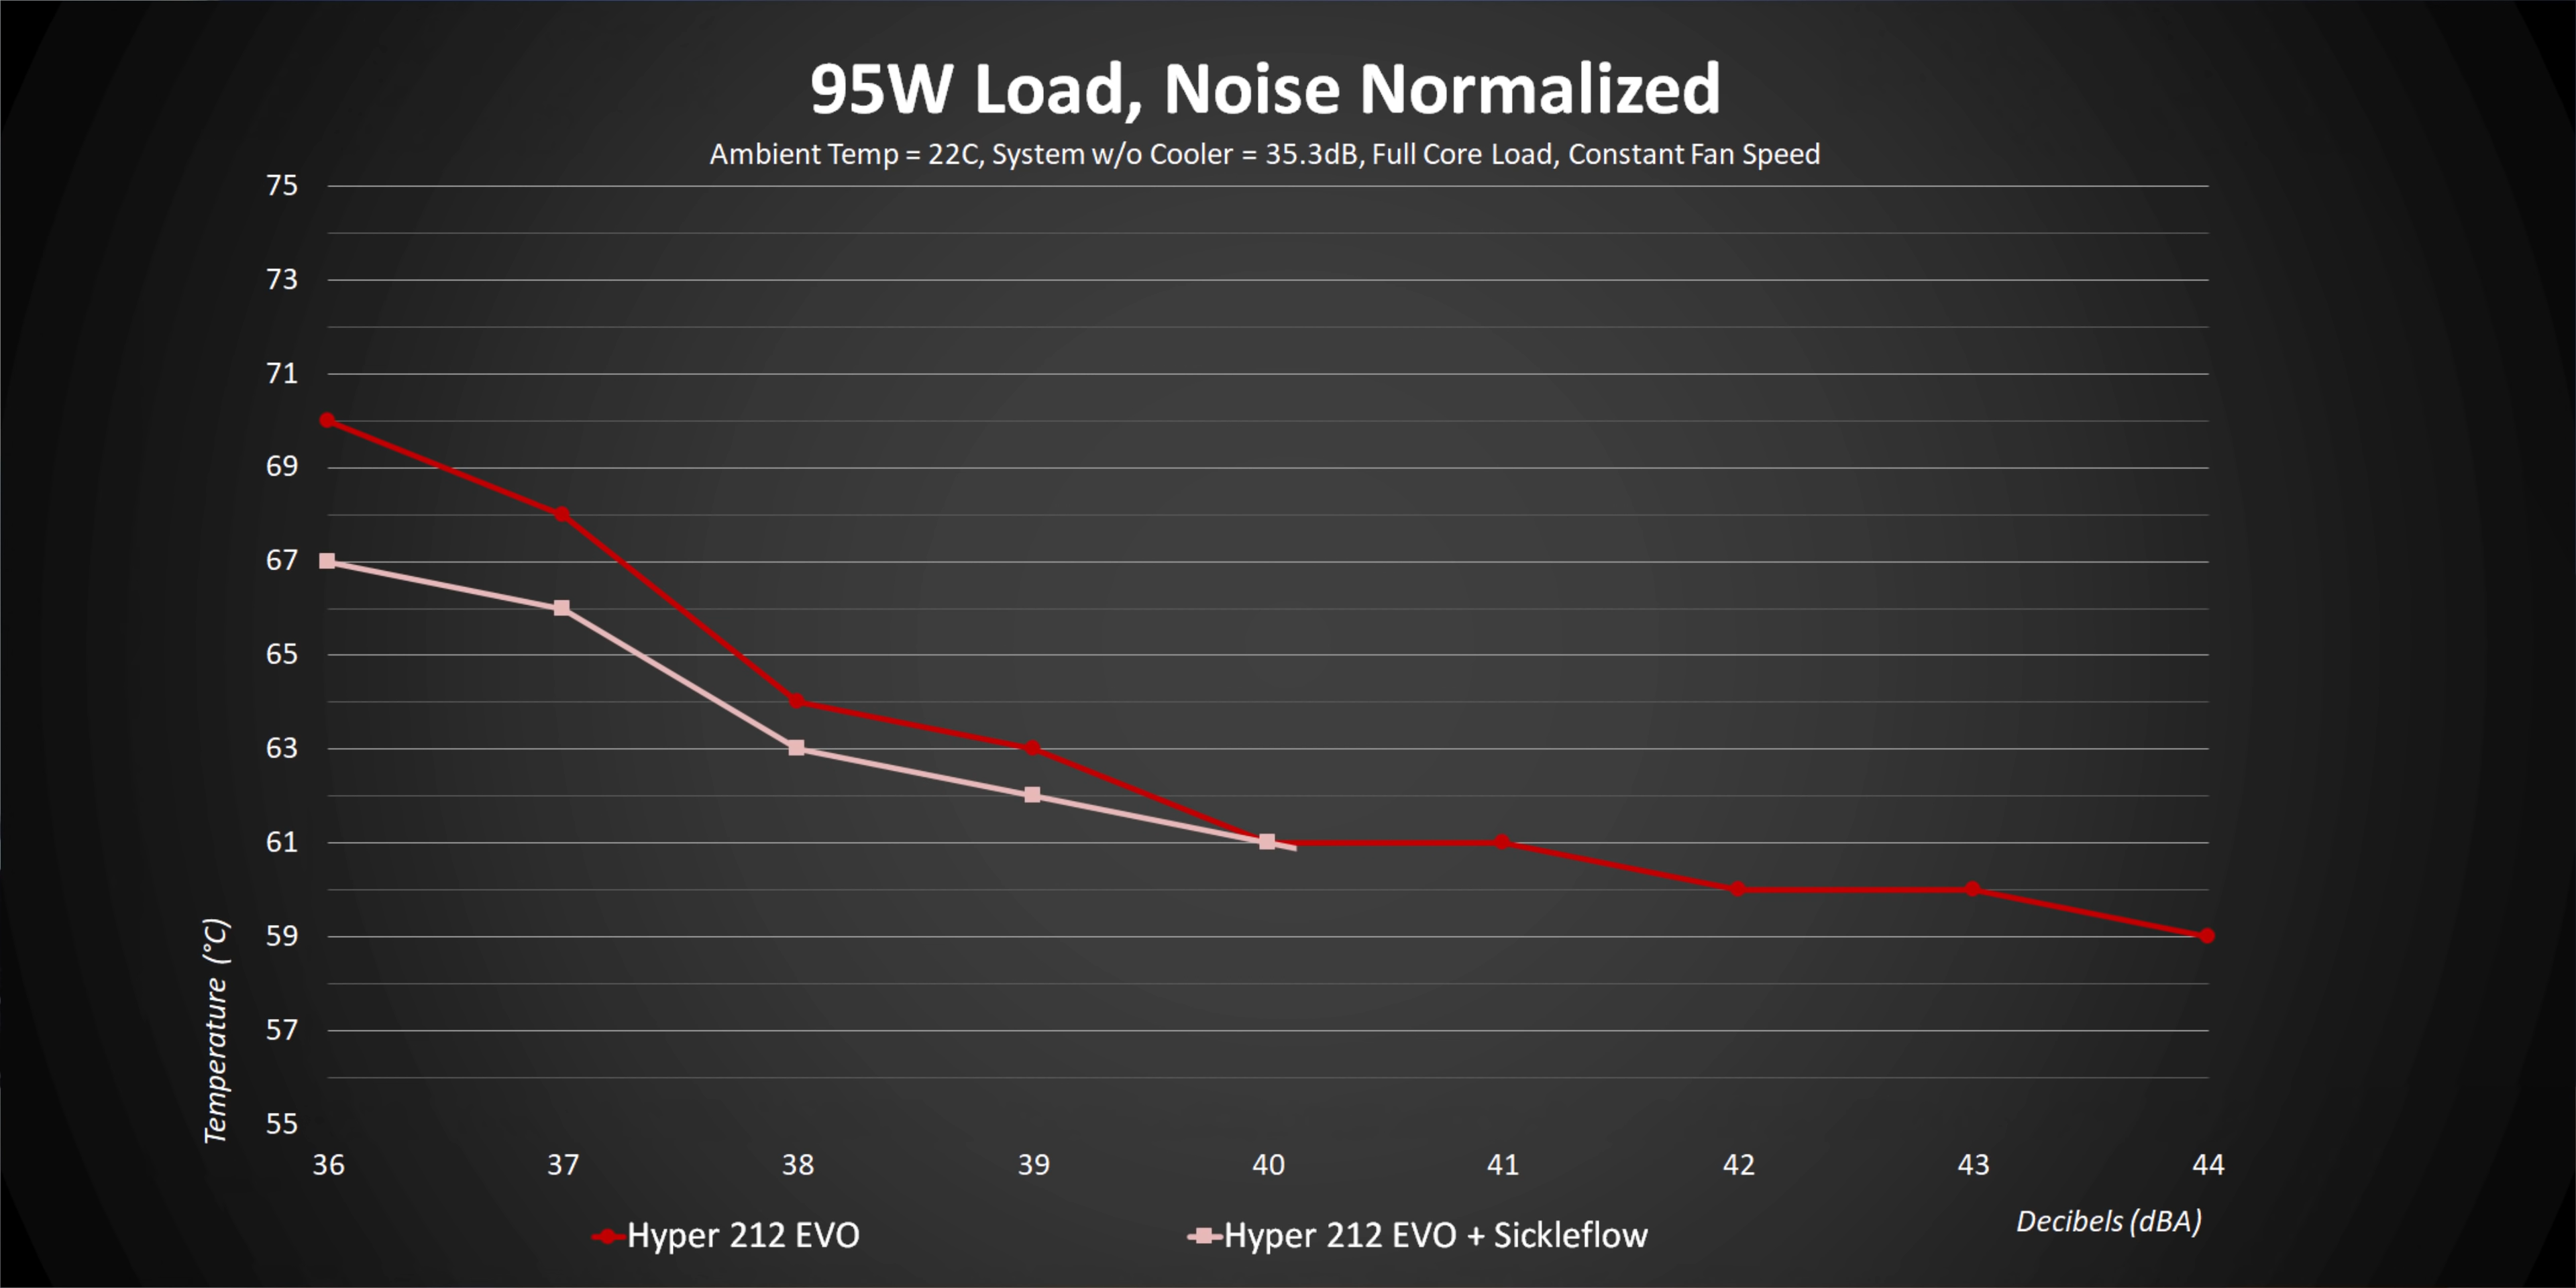 95W Load, Noise Normalized
Ambient Temp = 22C, System w/o Cooler = 35.3dB, Full Core Load, Constant Fan Speed
75
73
71
69
67
65
63
61
59
57
55
Temperature (°C)
36 37 38 39 40 41 42 43 44
Decibels (dBA)
Hyper 212 EVO Hyper 212 EVO + Sickleflow